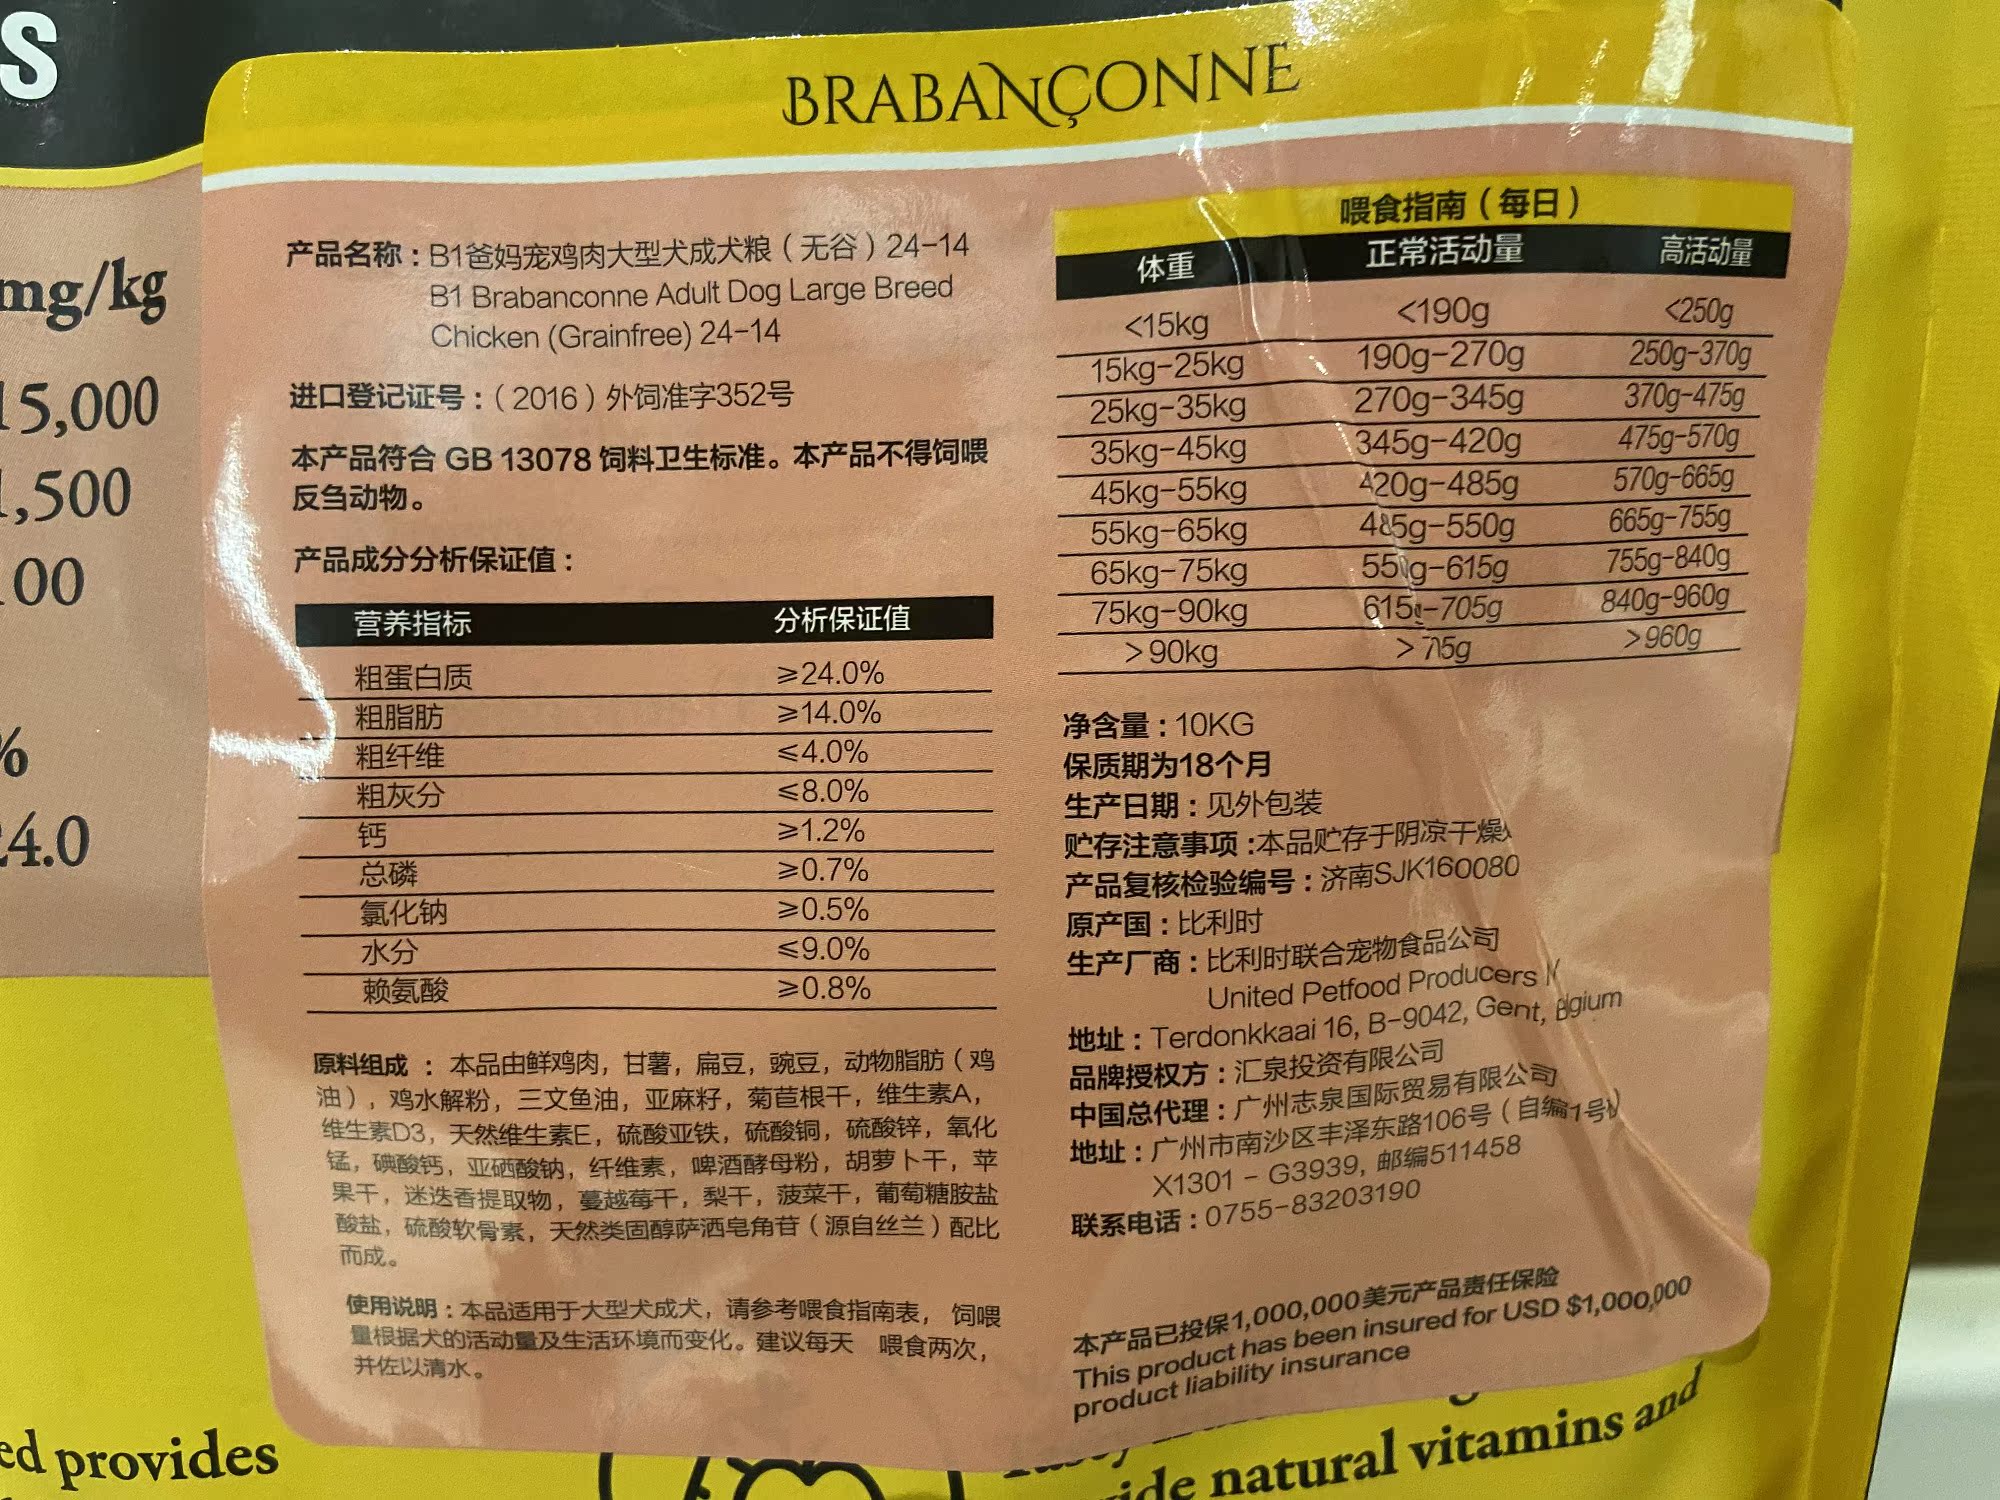 S
BRABANÇONNE
mg/kg
15,000
1,500
00
%
24.0
产品名称：B1爸妈宠鸡肉大型犬成犬粮（无谷）24-14
B1 Brabanconne Adult Dog Large Breed
Chicken (Grainfree) 24-14
进口登记证号：（2016）外饲准字352号
本产品符合 GB 13078 饲料卫生标准。本产品不得饲喂
反刍动物。
产品成分分析保证值：
营养指标 分析保证值
粗蛋白质 ≥24.0%
粗脂肪 ≥14.0%
粗纤维 ≤4.0%
粗灰分 ≤8.0%
钙 ≥1.2%
总磷 ≥0.7%
氯化钠 ≥0.5%
水分 ≤9.0%
赖氨酸 ≥0.8%
原料组成 ：本品由鲜鸡肉，甘薯，扁豆，豌豆，动物脂肪（鸡
油），鸡水解粉，三文鱼油，亚麻籽，菊苣根干，维生素A，
维生素D3，天然维生素E，硫酸亚铁，硫酸铜，硫酸锌，氧化
锰，碘酸钙，亚硒酸钠，纤维素，啤酒酵母粉，胡萝卜干，苹
果干，迷迭香提取物，蔓越莓干，梨干，菠菜干，葡萄糖胺盐
酸盐，硫酸软骨素，天然类固醇萨洒皂角苷（源自丝兰）配比
而成。
使用说明：本品适用于大型犬成犬，请参考喂食指南表， 饲喂
量根据犬的活动量及生活环境而变化。建议每天 喂食两次，
并佐以清水。
喂食指南（每日）
体重 正常活动量 高活动量
<15kg <190g <250g
15kg-25kg 190g-270g 250g-370g
25kg-35kg 270g-345g 370g-475g
35kg-45kg 345g-420g 475g-570g
45kg-55kg 420g-485g 570g-665g
55kg-65kg 485g-550g 665g-755g
65kg-75kg 550g-615g 755g-840g
75kg-90kg 615g-705g 840g-960g
>90kg >960g
净含量：10KG
保质期为18个月
生产日期：见外包装
贮存注意事项：本品贮存于阴凉干燥
产品复核检验编号：济南SJK160080
原产国：比利时
生产厂商：比利时联合宠物食品公司
United Petfood Producers
地址：Terdonkkaai 16, B-9042, Gent, Belgium
品牌授权方：汇泉投资有限公司
中国总代理：广州志泉国际贸易有限公司
地址：广州市南沙区丰泽东路106号（自编1号）
X1301 - G3939, 邮编511458
联系电话：0755-83203190
本产品已投保1,000,000美元产品责任保险
This product has been insured for USD $1,000,000
product liability insurance
ed provides
ide natural vitamins and